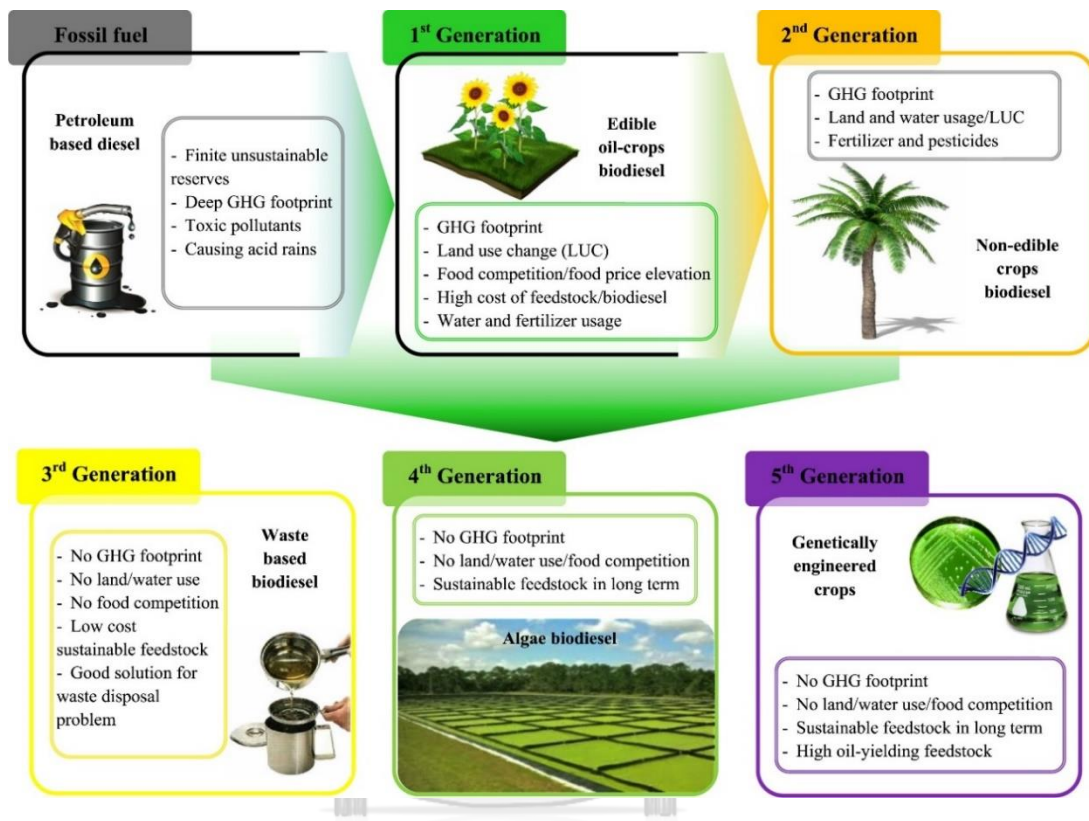 Fossil fuel
Petroleum
based diesel
- Finite unsustainable
reserves
- Deep GHG footprint
- Toxic pollutants
- Causing acid rains
1st Generation
Edible
oil-crops
biodiesel
- GHG footprint
- Land use change (LUC)
- Food competition/food price elevation
- High cost of feedstock/biodiesel
- Water and fertilizer usage
2nd Generation
- GHG footprint
- Land and water usage/LUC
- Fertilizer and pesticides
Non-edible
crops
biodiesel
3rd Generation
- No GHG footprint
- No land/water use
- No food competition
- Low cost
sustainable feedstock
- Good solution for
waste disposal
problem
Waste
based
biodiesel
4th Generation
- No GHG footprint
- No land/water use/food competition
- Sustainable feedstock in long term
Algae biodiesel
5th Generation
Genetically
engineered
crops
- No GHG footprint
- No land/water use/food competition
- Sustainable feedstock in long term
- High oil-yielding feedstock